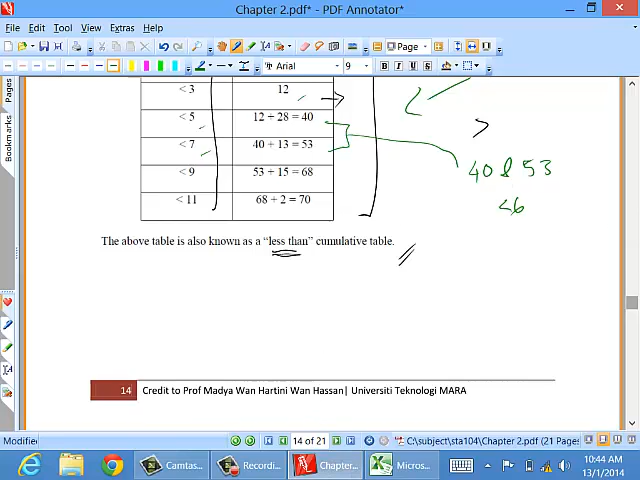 Chapter 2.pdf* - PDF Annotator*
File Edit Tool View Extras Help
Page
Arial 9 B I U S
Pages
Bookmarks
< 3 12
< 5 12 + 28 = 40
< 7 40 + 13 = 53
< 9 53 + 15 = 68
< 11 68 + 2 = 70
>
40 & 53
<6
The above table is also known as a “less than” cumulative table.
14 Credit to Prof Madya Wan Hartini Wan Hassan| Universiti Teknologi MARA
Modified 14 of 21 C:\subject\sta104\Chapter 2.pdf (21 Pages
Camtas... Recordi... Chapter... Micros... 10:44 AM
13/1/2014